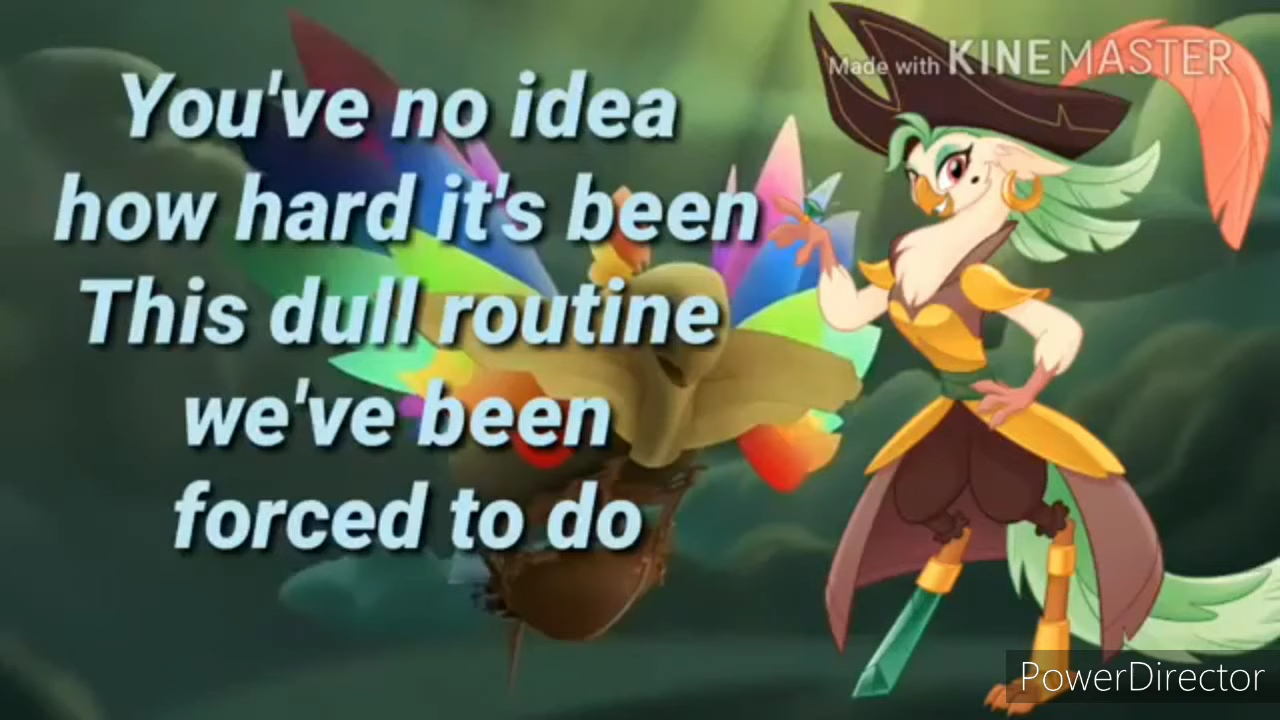 Made with KINEMASTER
You've no idea
how hard it's been
This dull routine
we've been
forced to do
PowerDirector